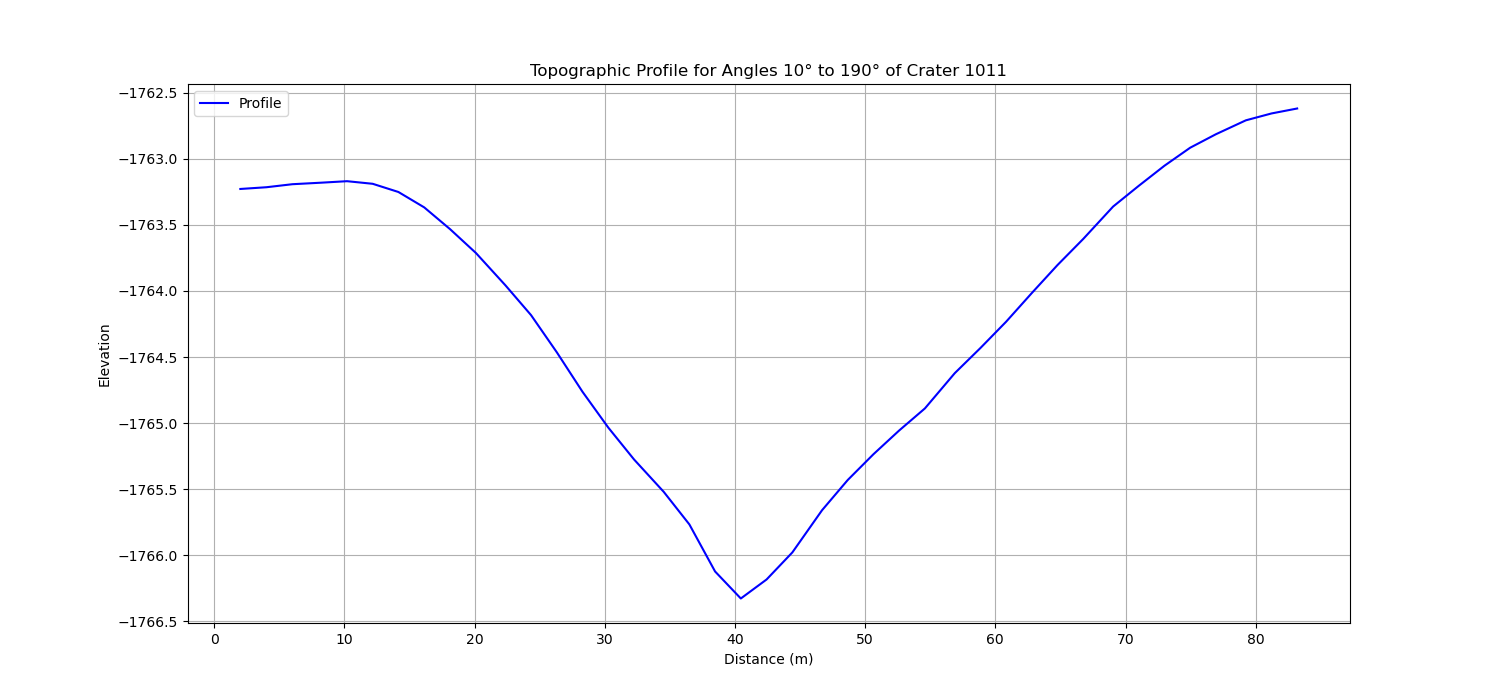 Topographic Profile for Angles 10° to 190° of Crater 1011
Profile
Elevation
−1762.5
−1763.0
−1763.5
−1764.0
−1764.5
−1765.0
−1765.5
−1766.0
−1766.5
0 10 20 30 40 50 60 70 80
Distance (m)